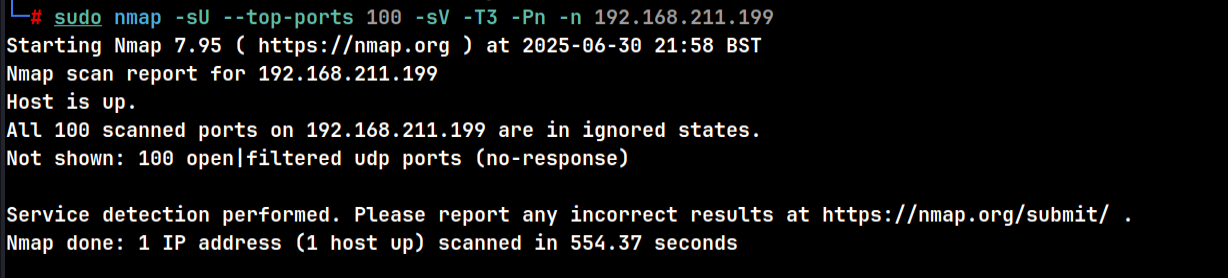 # sudo nmap -sU --top-ports 100 -sV -T3 -Pn -n 192.168.211.199
Starting Nmap 7.95 ( https://nmap.org ) at 2025-06-30 21:58 BST
Nmap scan report for 192.168.211.199
Host is up.
All 100 scanned ports on 192.168.211.199 are in ignored states.
Not shown: 100 open|filtered udp ports (no-response)
Service detection performed. Please report any incorrect results at https://nmap.org/submit/ .
Nmap done: 1 IP address (1 host up) scanned in 554.37 seconds